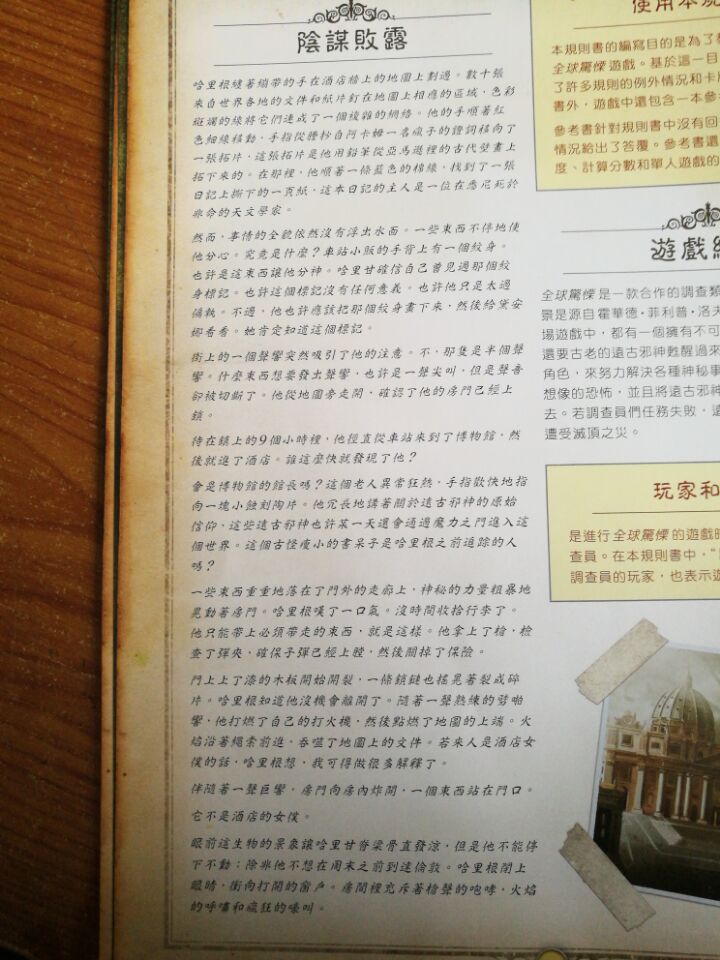 陰謀敗露
哈里根纏著繃帶的手在酒店牆上的地圖上劃過。數十張
來自世界各地的文件和紙片釘在地圖上相應的區域，色彩
斑斕的線將它們連成了一個複雜的網絡。他的手順著紅
色細線移動，手指從謄抄自阿卡姆一名瘋子的證詞移向了
一張拓片，這張拓片是他用鉛筆從亞馬遜裡的古代壁畫上
拓下來的。在那裡，他順著一條藍色的棉線，找到了一張
日記上撕下的一頁紙，這本日記的主人是一位在悉尼死於
非命的天文學家。
然而，事情的全貌依然沒有浮出水面。一些東西不停地使
他分心。究竟是什麼？車站小販的手背上有一個紋身。
也許是這東西讓他分神。哈里甘確信自己曾見過那個紋
身標記。也許這個標記沒有任何意義。也許他只是太過
偏執。不過，他也許應該把那個紋身畫下來，然後給黛安
娜看看。她肯定知道這個標記。
街上的一個聲響突然吸引了他的注意。不，那隻是半個聲
響。什麼東西想要發出聲響，也許是一聲尖叫，但是聲音
卻被切斷了。他從地圖旁走開，確認了他的房門已經上
鎖。
待在鎮上的9個小時裡，他徑直從車站來到了博物館，然
後就進了酒店。誰這麼快就發現了他？
會是博物館的館長嗎？這個老人異常狂熱，手指歡快地指
向一塊小蝕刻陶片。他冗長地講著關於遠古邪神的原始
信仰，這些遠古邪神也許某一天還會通過魔力之門進入這
個世界。這個古怪瘦小的書呆子是哈里根之前追蹤的人
嗎？
一些東西重重地落在了門外的走廊上，神秘的力量粗暴地
晃動著房門。哈里根嘆了一口氣。沒時間收拾行李了。
他只能帶上必須帶走的東西，就是這樣。他拿上了槍，檢
查了彈夾，確保子彈已經上膛，然後關掉了保險。
門上上了漆的木板開始開裂，一條鎖鏈也搖晃著裂成碎
片。哈里根知道他沒機會離開了。隨著一聲熟練的劈啪
響，他打燃了自己的打火機，然後點燃了地圖的上端。火
焰沿著繩索前進，吞噬了地圖上的文件。若來人是酒店女
僕的話，哈里根想，我可得做很多解釋了。
伴隨著一聲巨響，房門向房內炸開，一個東西站在門口。
它不是酒店的女僕。
眼前這生物的景象讓哈里甘脊梁骨直發涼，但是他不能停
下不動；除非他不想在周末之前到達倫敦。哈里根閉上
眼睛，衝向打開的窗戶。房間裡充斥著槍聲的咆哮，火焰
的呼嘯和瘋狂的嚎叫。
使用本規
本規則書的編寫目的是為了
全球驚悚遊戲。基於這一目
了許多規則的例外情況和卡
書外，遊戲中還包含一本參
參考書針對規則書中沒有回
情況給出了答覆。參考書還
度、計算分數和單人遊戲的
遊戲
全球驚悚是一款合作的調查類
景是源自霍華德·菲利普·洛夫
場遊戲中，都有一個擁有不可
還要古老的遠古邪神甦醒過來
角色，來努力解決各種神秘事
想像的恐怖，並且將遠古邪神
去。若調查員們任務失敗，遠
遭受滅頂之災。
玩家和
是進行全球驚悚的遊戲時
查員。在本規則書中，“
調查員的玩家，也表示遊